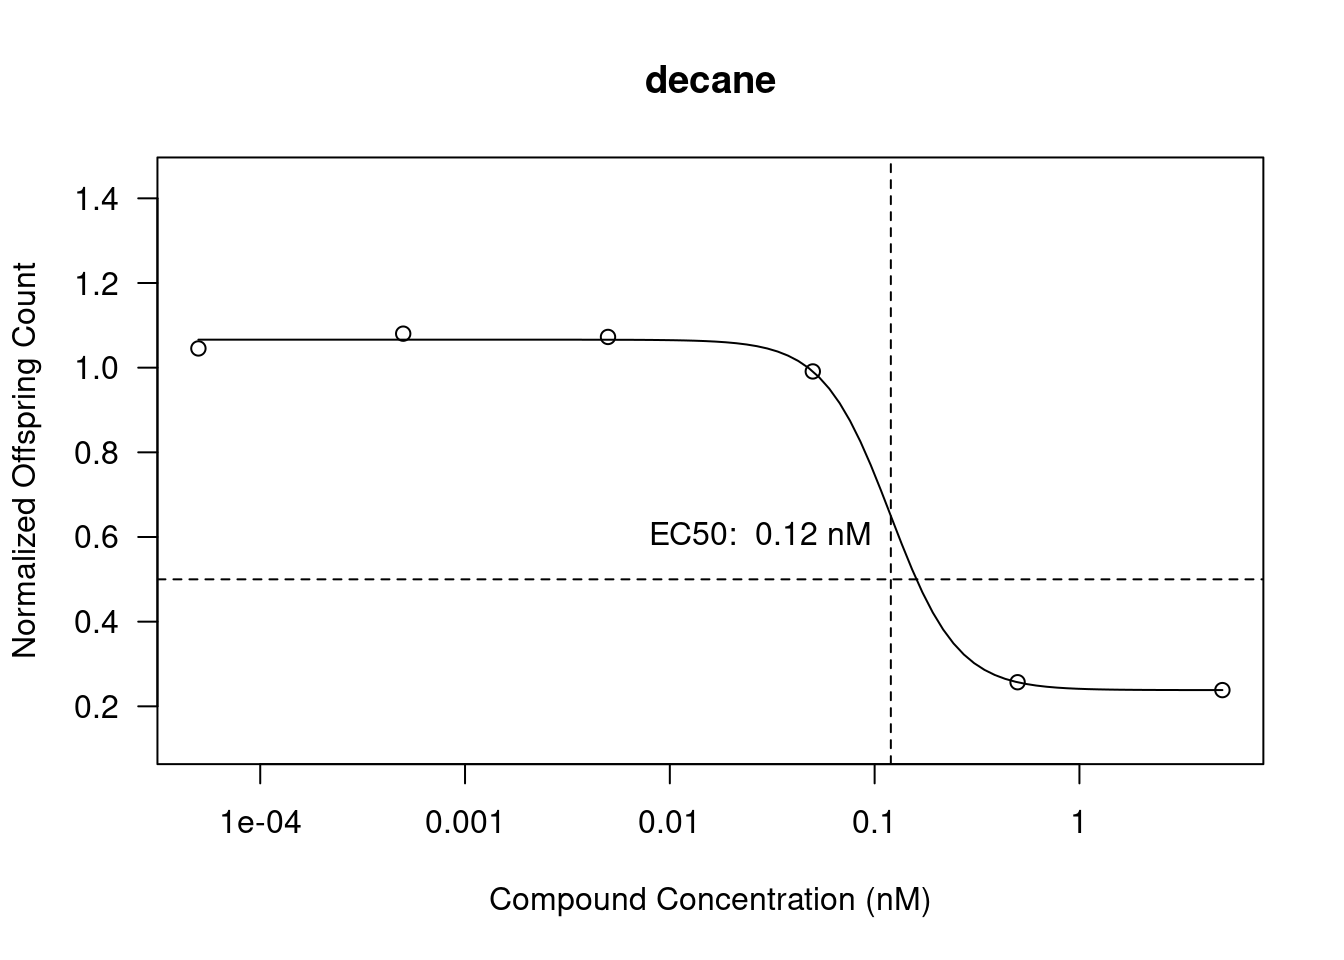 decane
Normalized Offspring Count
1.4
1.2
1.0
0.8
0.6
0.4
0.2
EC50:  0.12 nM
1e-04 0.001 0.01 0.1 1
Compound Concentration (nM)